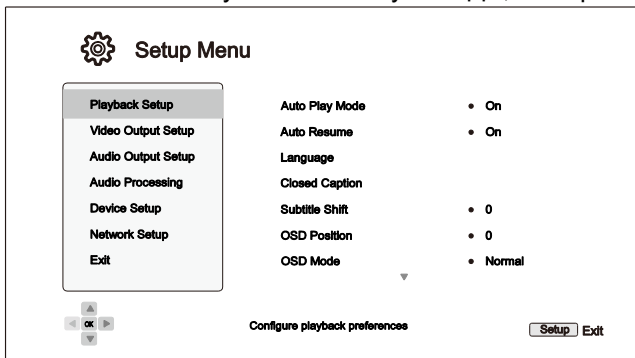 Setup Menu
Playback Setup Auto Play Mode • On
Video Output Setup Auto Resume • On
Audio Output Setup Language
Audio Processing Closed Caption
Device Setup Subtitle Shift • 0
Network Setup OSD Position • 0
Exit OSD Mode • Normal
OK Configure playback preferences Setup Exit